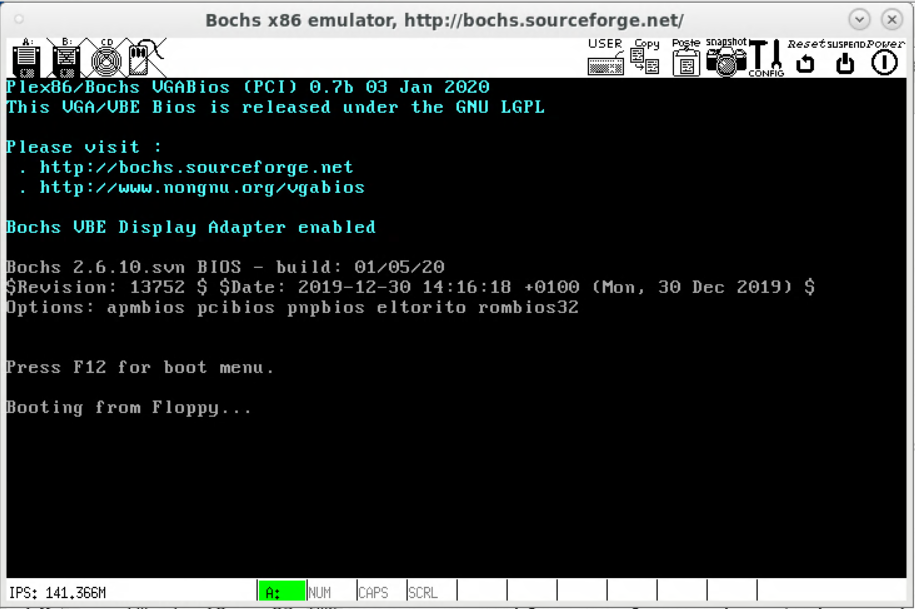 Bochs x86 emulator, http://bochs.sourceforge.net/
A: B: CD USER Copy Paste snapshot CONFIG Reset SUSPEND Power
Plex86/Bochs VGABios (PCI) 0.7b 03 Jan 2020
This VGA/VBE Bios is released under the GNU LGPL
Please visit :
. http://bochs.sourceforge.net
. http://www.nongnu.org/vgabios
Bochs VBE Display Adapter enabled
Bochs 2.6.10.svn BIOS - build: 01/05/20
$Revision: 13752 $ $Date: 2019-12-30 14:16:18 +0100 (Mon, 30 Dec 2019) $
Options: apmbios pcibios pnpbios eltorito rombios32
Press F12 for boot menu.
Booting from Floppy...
IPS: 141.366M A: NUM CAPS SCRL